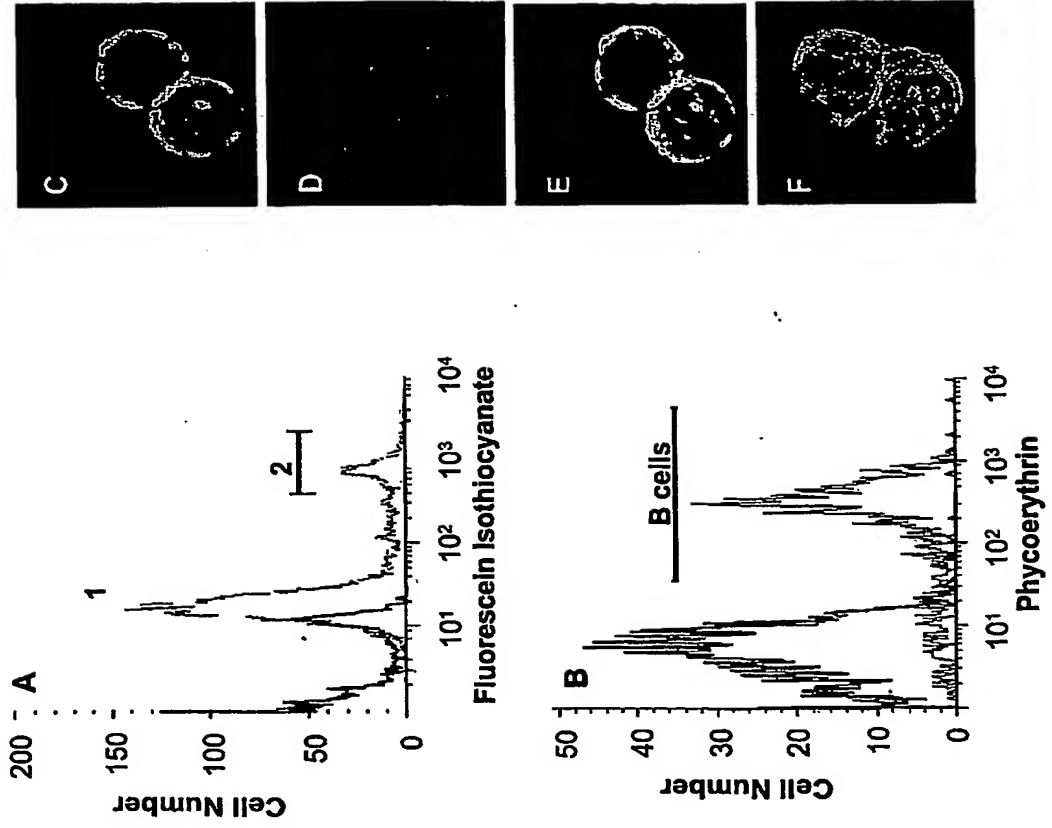 A
200
150
100
50
0
Cell Number
1
2
10¹ 10² 10³ 10⁴
Fluorescein Isothiocyanate
B
50
40
30
20
10
0
Cell Number
B cells
10¹ 10² 10³ 10⁴
Phycoerythrin
C
D
E
F